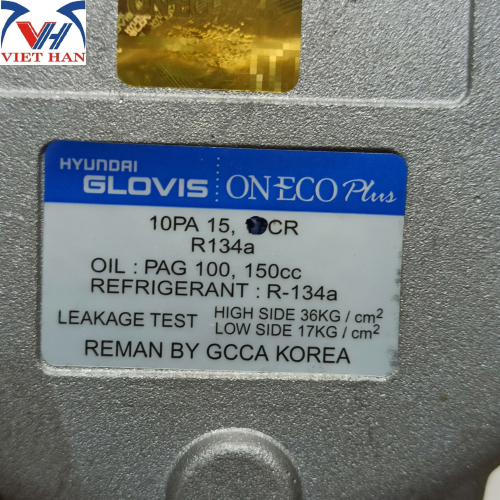 VH
VIET HAN
HYUNDAI
GLOVIS
ONECO Plus
10PA 15, CR
R134a
OIL : PAG 100, 150cc
REFRIGERANT : R-134a
LEAKAGE TEST
HIGH SIDE 36KG / cm²
LOW SIDE 17KG / cm²
REMAN BY GCCA KOREA